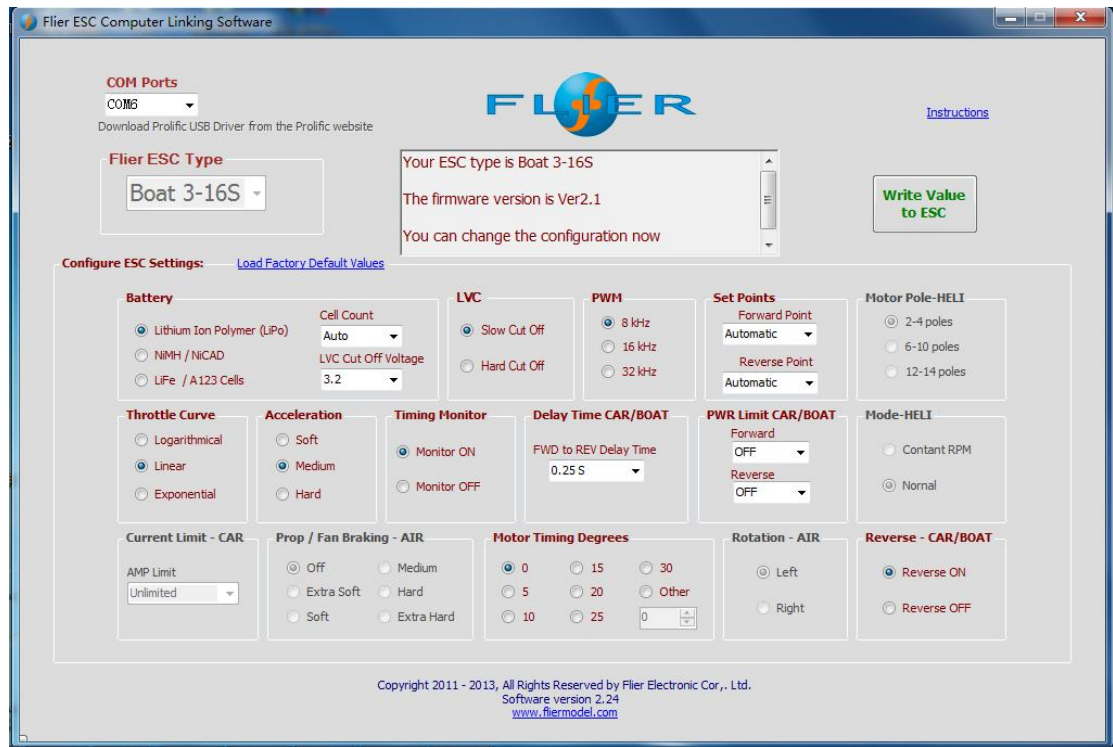 Flier ESC Computer Linking Software
COM Ports
COM6
Download Prolific USB Driver from the Prolific website
FLIER
Instructions
Flier ESC Type
Boat 3-16S
Your ESC type is Boat 3-16S
The firmware version is Ver2.1
You can change the configuration now
Write Value
to ESC
Configure ESC Settings:
Load Factory Default Values
Battery
Lithium Ion Polymer (LiPo)
NiMH / NiCAD
LiFe / A123 Cells
Cell Count
Auto
LVC Cut Off Voltage
3.2
LVC
Slow Cut Off
Hard Cut Off
PWM
8 kHz
16 kHz
32 kHz
Set Points
Forward Point
Automatic
Reverse Point
Automatic
Motor Pole-HELI
2-4 poles
6-10 poles
12-14 poles
Throttle Curve
Logarithmical
Linear
Exponential
Acceleration
Soft
Medium
Hard
Timing Monitor
Monitor ON
Monitor OFF
Delay Time CAR/BOAT
FWD to REV Delay Time
0.25 S
PWR Limit CAR/BOAT
Forward
OFF
Reverse
OFF
Mode-HELI
Contant RPM
Nornal
Current Limit - CAR
AMP Limit
Unlimited
Prop / Fan Braking - AIR
Off
Extra Soft
Soft
Medium
Hard
Extra Hard
Motor Timing Degrees
0
5
10
15
20
25
30
Other
0
Rotation - AIR
Left
Right
Reverse - CAR/BOAT
Reverse ON
Reverse OFF
Copyright 2011 - 2013, All Rights Reserved by Flier Electronic Cor,. Ltd.
Software version 2.24
www.fliermodel.com